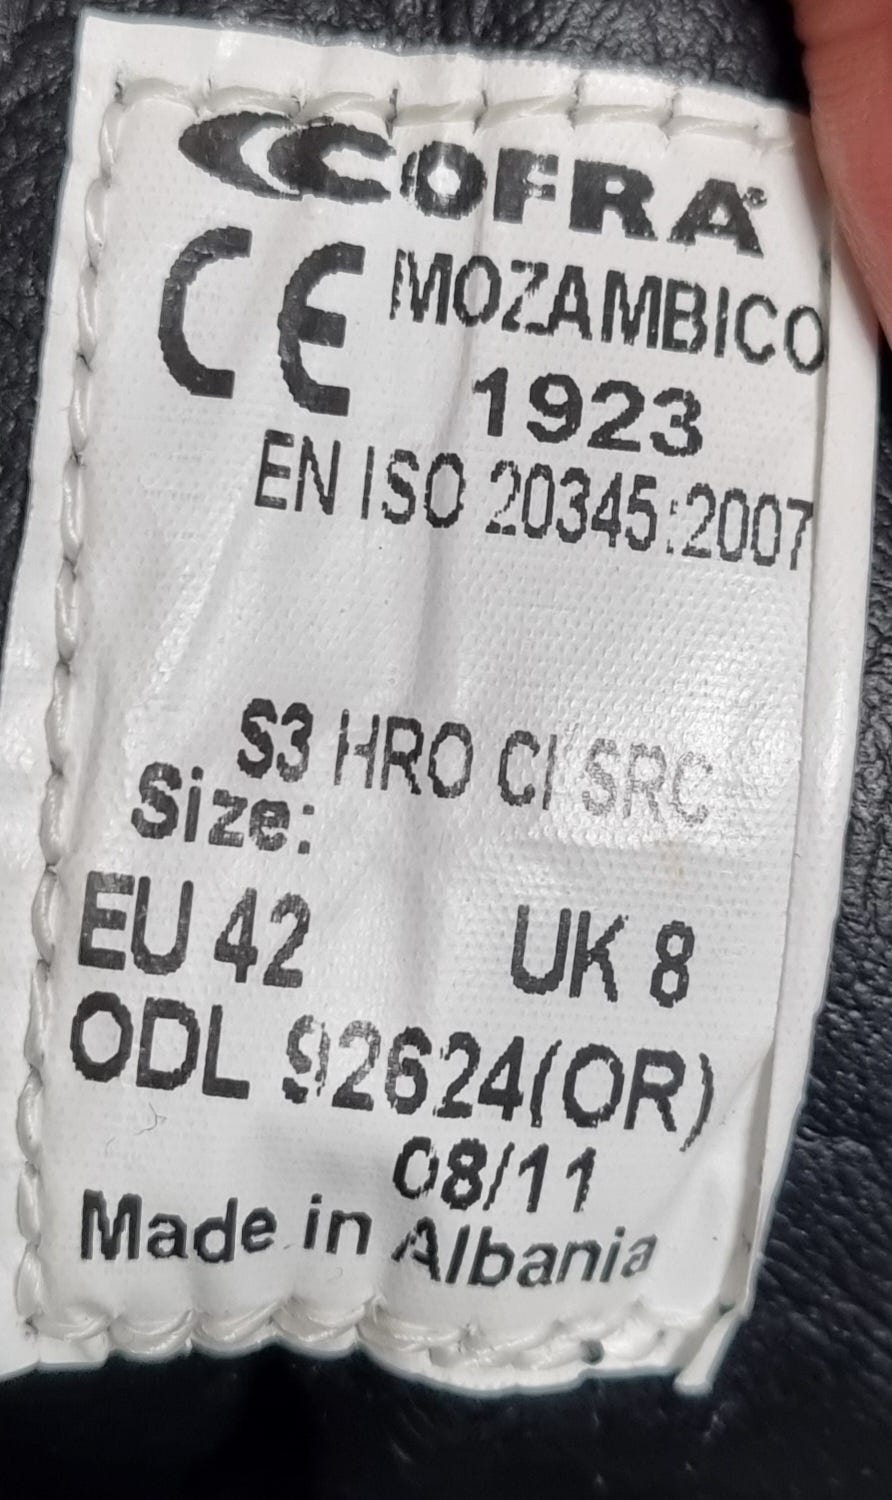 COFRA®
CE MOZAMBICO
1923
EN ISO 20345:2007
S3 HRO CI SRC
Size:
EU 42 UK 8
ODL 92624(OR)
08/11
Made in Albania